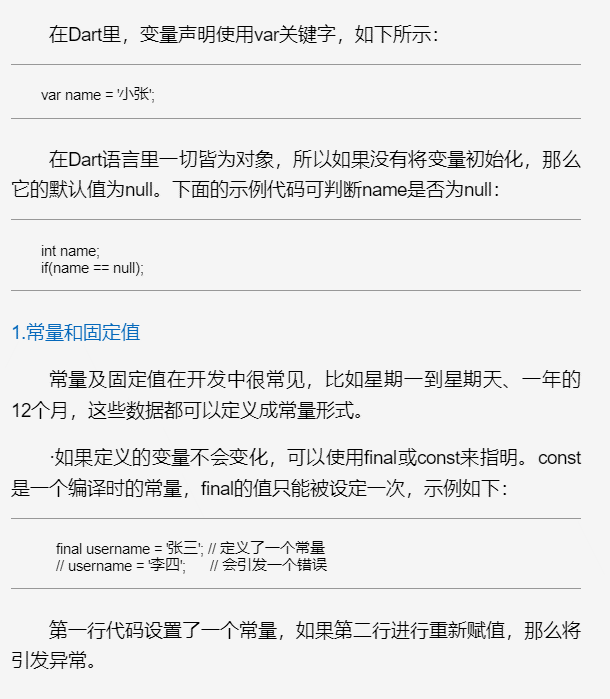 在Dart里，变量声明使用var关键字，如下所示：
var name = '小张';
在Dart语言里一切皆为对象，所以如果没有将变量初始化，那么
它的默认值为null。下面的示例代码可判断name是否为null：
int name;
if(name == null);
1.常量和固定值
常量及固定值在开发中很常见，比如星期一到星期天、一年的
12个月，这些数据都可以定义成常量形式。
·如果定义的变量不会变化，可以使用final或const来指明。const
是一个编译时的常量，final的值只能被设定一次，示例如下：
final username = '张三'; // 定义了一个常量
// username = '李四';      // 会引发一个错误
第一行代码设置了一个常量，如果第二行进行重新赋值，那么将
引发异常。